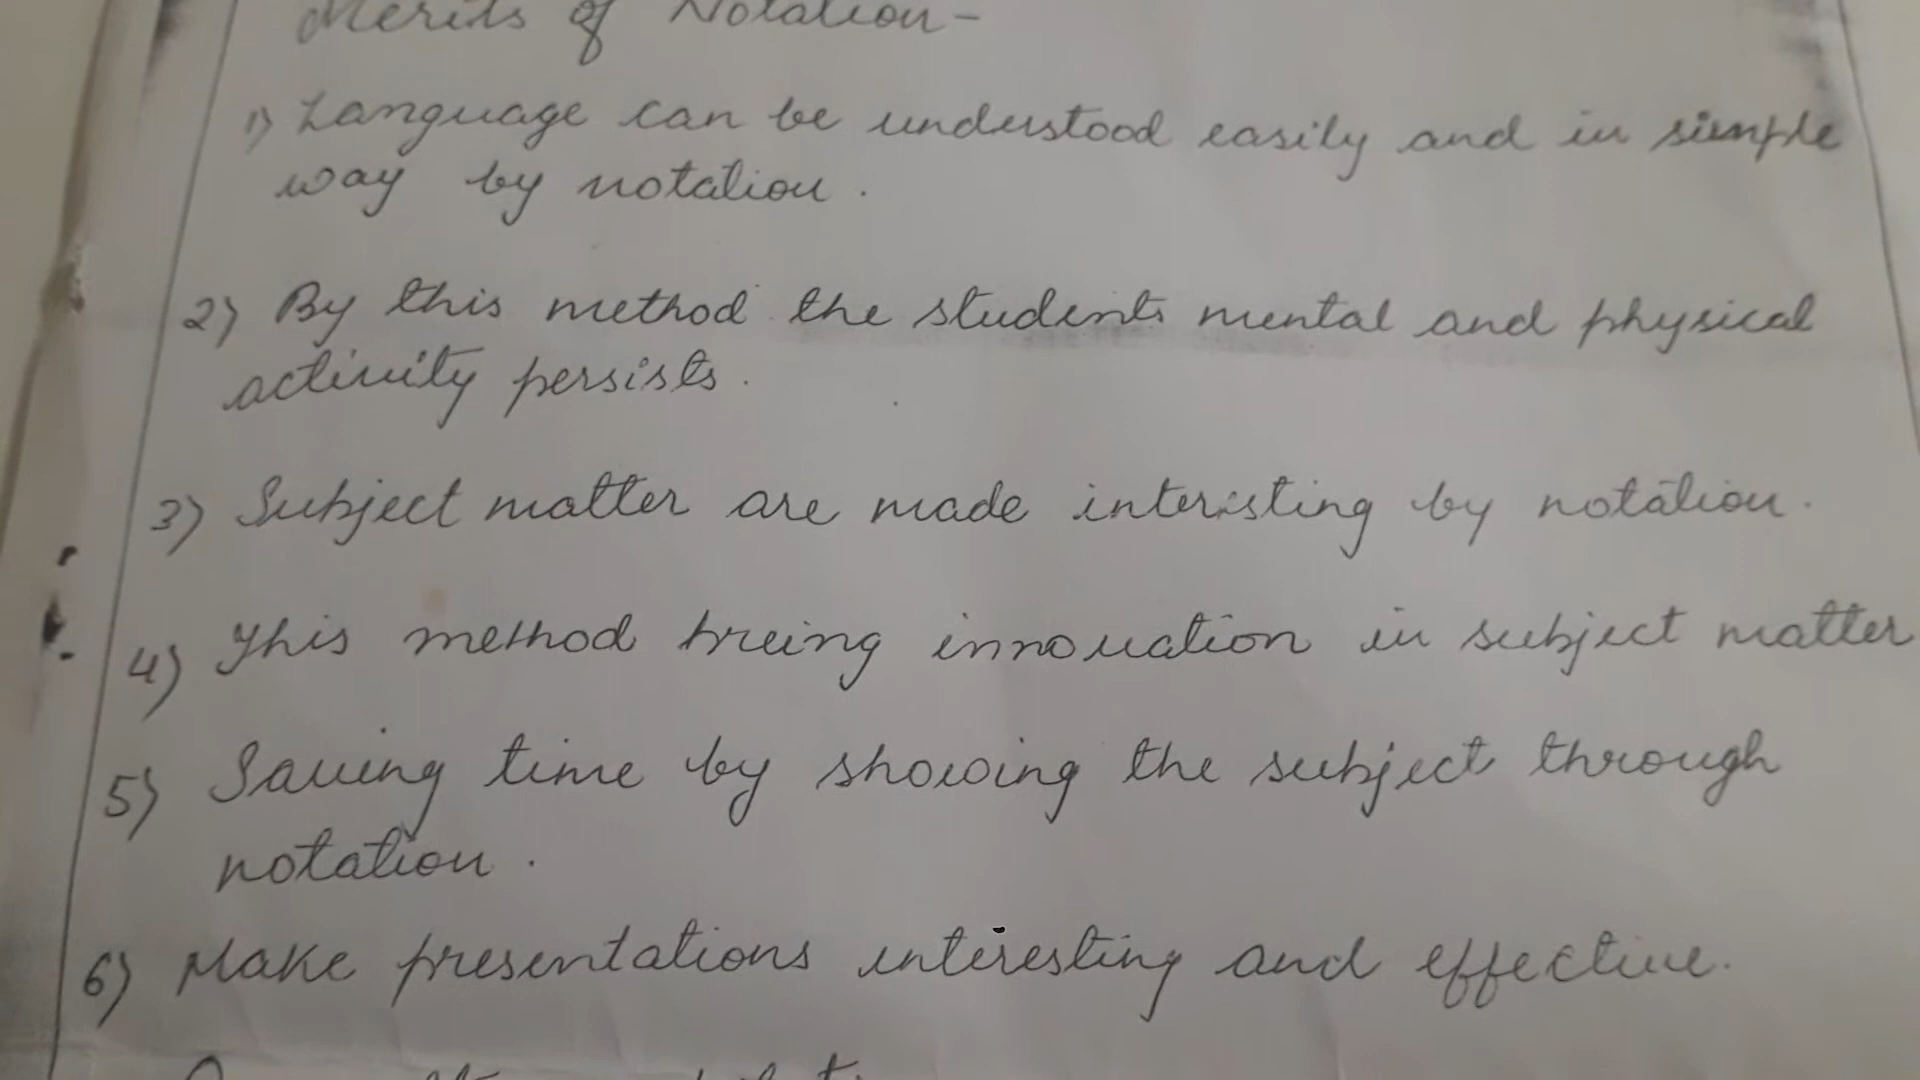 Merits of Notation-
1) Language can be understood easily and in simple
way by notation.
2) By this method the students mental and physical
activity persists.
3) Subject matter are made interesting by notation.
4) This method breing innovation in subject matter
5) Saving time by showing the subject through
notation.
6) Make presentations interesting and effective.